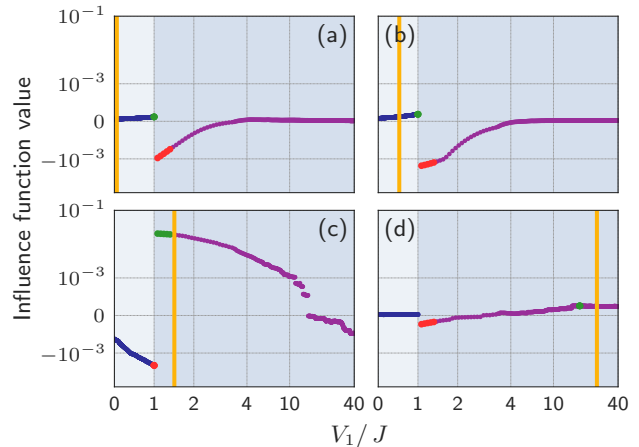 10⁻¹
(a)
(b)
10⁻³
0
−10⁻³
Influence function value
10⁻¹
(c)
(d)
10⁻³
0
−10⁻³
0 1 2 4 10 40 0 1 2 4 10 40
V₁/J